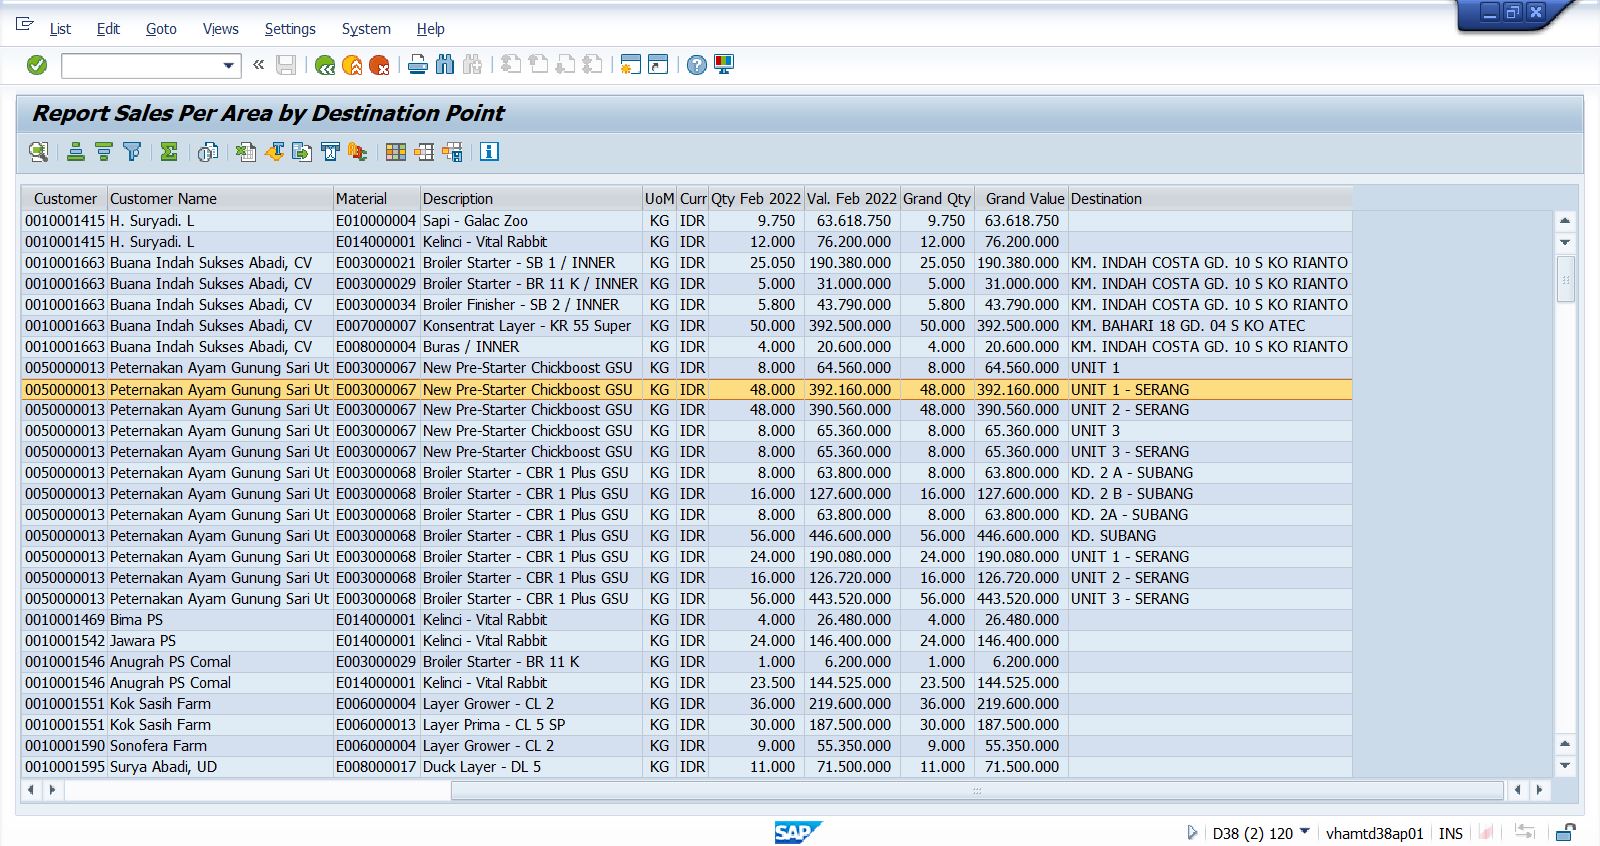 List Edit Goto Views Settings System Help
Report Sales Per Area by Destination Point
Customer Customer Name Material Description UoM Curr Qty Feb 2022 Val. Feb 2022 Grand Qty Grand Value Destination
0010001415 H. Suryadi. L E010000004 Sapi - Galac Zoo KG IDR 9.750 63.618.750 9.750 63.618.750
0010001415 H. Suryadi. L E014000001 Kelinci - Vital Rabbit KG IDR 12.000 76.200.000 12.000 76.200.000
0010001663 Buana Indah Sukses Abadi, CV E003000021 Broiler Starter - SB 1 / INNER KG IDR 25.050 190.380.000 25.050 190.380.000 KM. INDAH COSTA GD. 10 S KO RIANTO
0010001663 Buana Indah Sukses Abadi, CV E003000029 Broiler Starter - BR 11 K / INNER KG IDR 5.000 31.000.000 5.000 31.000.000 KM. INDAH COSTA GD. 10 S KO RIANTO
0010001663 Buana Indah Sukses Abadi, CV E003000034 Broiler Finisher - SB 2 / INNER KG IDR 5.800 43.790.000 5.800 43.790.000 KM. INDAH COSTA GD. 10 S KO RIANTO
0010001663 Buana Indah Sukses Abadi, CV E007000007 Konsentrat Layer - KR 55 Super KG IDR 50.000 392.500.000 50.000 392.500.000 KM. BAHARI 18 GD. 04 S KO ATEC
0010001663 Buana Indah Sukses Abadi, CV E008000004 Buras / INNER KG IDR 4.000 20.600.000 4.000 20.600.000 KM. INDAH COSTA GD. 10 S KO RIANTO
0050000013 Peternakan Ayam Gunung Sari Ut E003000067 New Pre-Starter Chickboost GSU KG IDR 8.000 64.560.000 8.000 64.560.000 UNIT 1
0050000013 Peternakan Ayam Gunung Sari Ut E003000067 New Pre-Starter Chickboost GSU KG IDR 48.000 392.160.000 48.000 392.160.000 UNIT 1 - SERANG
0050000013 Peternakan Ayam Gunung Sari Ut E003000067 New Pre-Starter Chickboost GSU KG IDR 48.000 390.560.000 48.000 390.560.000 UNIT 2 - SERANG
0050000013 Peternakan Ayam Gunung Sari Ut E003000067 New Pre-Starter Chickboost GSU KG IDR 8.000 65.360.000 8.000 65.360.000 UNIT 3
0050000013 Peternakan Ayam Gunung Sari Ut E003000067 New Pre-Starter Chickboost GSU KG IDR 8.000 65.360.000 8.000 65.360.000 UNIT 3 - SERANG
0050000013 Peternakan Ayam Gunung Sari Ut E003000068 Broiler Starter - CBR 1 Plus GSU KG IDR 8.000 63.800.000 8.000 63.800.000 KD. 2 A - SUBANG
0050000013 Peternakan Ayam Gunung Sari Ut E003000068 Broiler Starter - CBR 1 Plus GSU KG IDR 16.000 127.600.000 16.000 127.600.000 KD. 2 B - SUBANG
0050000013 Peternakan Ayam Gunung Sari Ut E003000068 Broiler Starter - CBR 1 Plus GSU KG IDR 8.000 63.800.000 8.000 63.800.000 KD. 2A - SUBANG
0050000013 Peternakan Ayam Gunung Sari Ut E003000068 Broiler Starter - CBR 1 Plus GSU KG IDR 56.000 446.600.000 56.000 446.600.000 KD. SUBANG
0050000013 Peternakan Ayam Gunung Sari Ut E003000068 Broiler Starter - CBR 1 Plus GSU KG IDR 24.000 190.080.000 24.000 190.080.000 UNIT 1 - SERANG
0050000013 Peternakan Ayam Gunung Sari Ut E003000068 Broiler Starter - CBR 1 Plus GSU KG IDR 16.000 126.720.000 16.000 126.720.000 UNIT 2 - SERANG
0050000013 Peternakan Ayam Gunung Sari Ut E003000068 Broiler Starter - CBR 1 Plus GSU KG IDR 56.000 443.520.000 56.000 443.520.000 UNIT 3 - SERANG
0010001469 Bima PS E014000001 Kelinci - Vital Rabbit KG IDR 4.000 26.480.000 4.000 26.480.000
0010001542 Jawara PS E014000001 Kelinci - Vital Rabbit KG IDR 24.000 146.400.000 24.000 146.400.000
0010001546 Anugrah PS Comal E003000029 Broiler Starter - BR 11 K KG IDR 1.000 6.200.000 1.000 6.200.000
0010001546 Anugrah PS Comal E014000001 Kelinci - Vital Rabbit KG IDR 23.500 144.525.000 23.500 144.525.000
0010001551 Kok Sasih Farm E006000004 Layer Grower - CL 2 KG IDR 36.000 219.600.000 36.000 219.600.000
0010001551 Kok Sasih Farm E006000013 Layer Prima - CL 5 SP KG IDR 30.000 187.500.000 30.000 187.500.000
0010001590 Sonofera Farm E006000004 Layer Grower - CL 2 KG IDR 9.000 55.350.000 9.000 55.350.000
0010001595 Surya Abadi, UD E008000017 Duck Layer - DL 5 KG IDR 11.000 71.500.000 11.000 71.500.000
SAP D38 (2) 120 vhamtd38ap01 INS